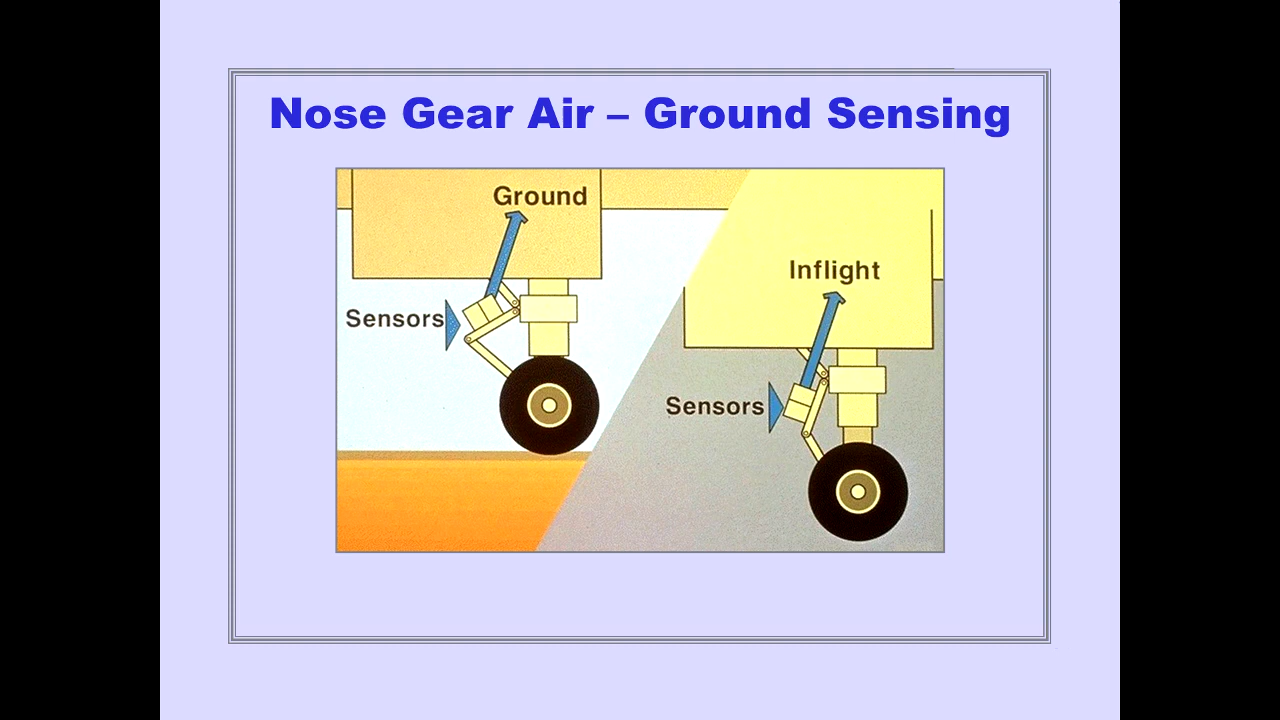 Nose Gear Air – Ground Sensing
Ground
Sensors
Inflight
Sensors